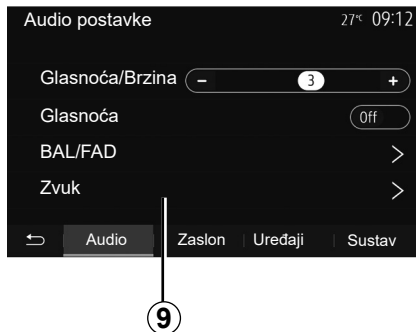 Audio postavke 27°c 09:12
Glasnoća/Brzina - 3 +
Glasnoća Off
BAL/FAD >
Zvuk >
Audio Zaslon Uređaji Sustav
9